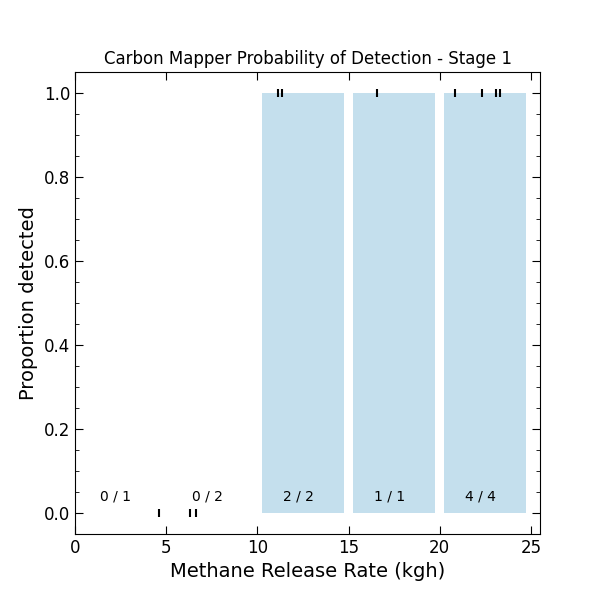 Carbon Mapper Probability of Detection - Stage 1
1.0
0.8
0.6
0.4
0.2
0.0
Proportion detected
0 / 1 0 / 2 2 / 2 1 / 1 4 / 4
0 5 10 15 20 25
Methane Release Rate (kgh)